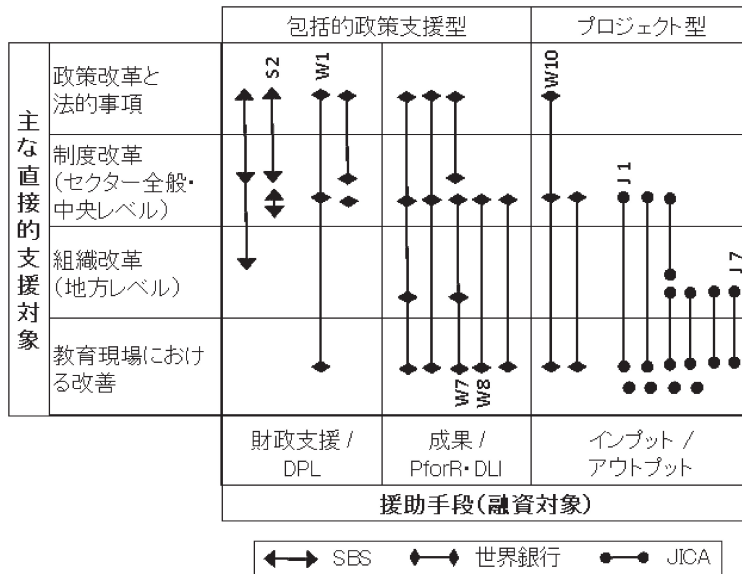 包括的政策支援型
プロジェクト型
主な直接的支援対象
政策改革と
法的事項
制度改革
(セクター全般・
中央レベル)
組織改革
(地方レベル)
教育現場におけ
る改善
S2
W1
W10
J1
J7
W7
W8
財政支援 /
DPL
成果 /
PforR・DLI
インプット /
アウトプット
援助手段(融資対象)
SBS
世界銀行
JICA